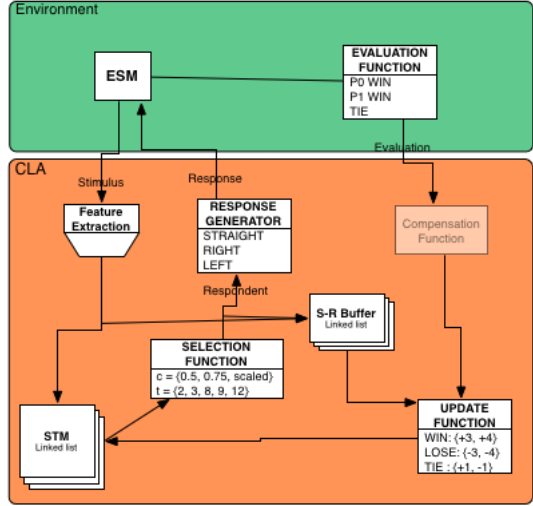 Environment
ESM
EVALUATION
FUNCTION
P0 WIN
P1 WIN
TIE
Evaluation
CLA
Stimulus
Response
Feature
Extraction
RESPONSE
GENERATOR
STRAIGHT
RIGHT
LEFT
Compensation
Function
Respondent
S-R Buffer
Linked list
SELECTION
FUNCTION
c = {0.5, 0.75, scaled}
t = {2, 3, 8, 9, 12}
STM
Linked list
UPDATE
FUNCTION
WIN: {+3, +4}
LOSE: {-3, -4}
TIE : {+1, -1}